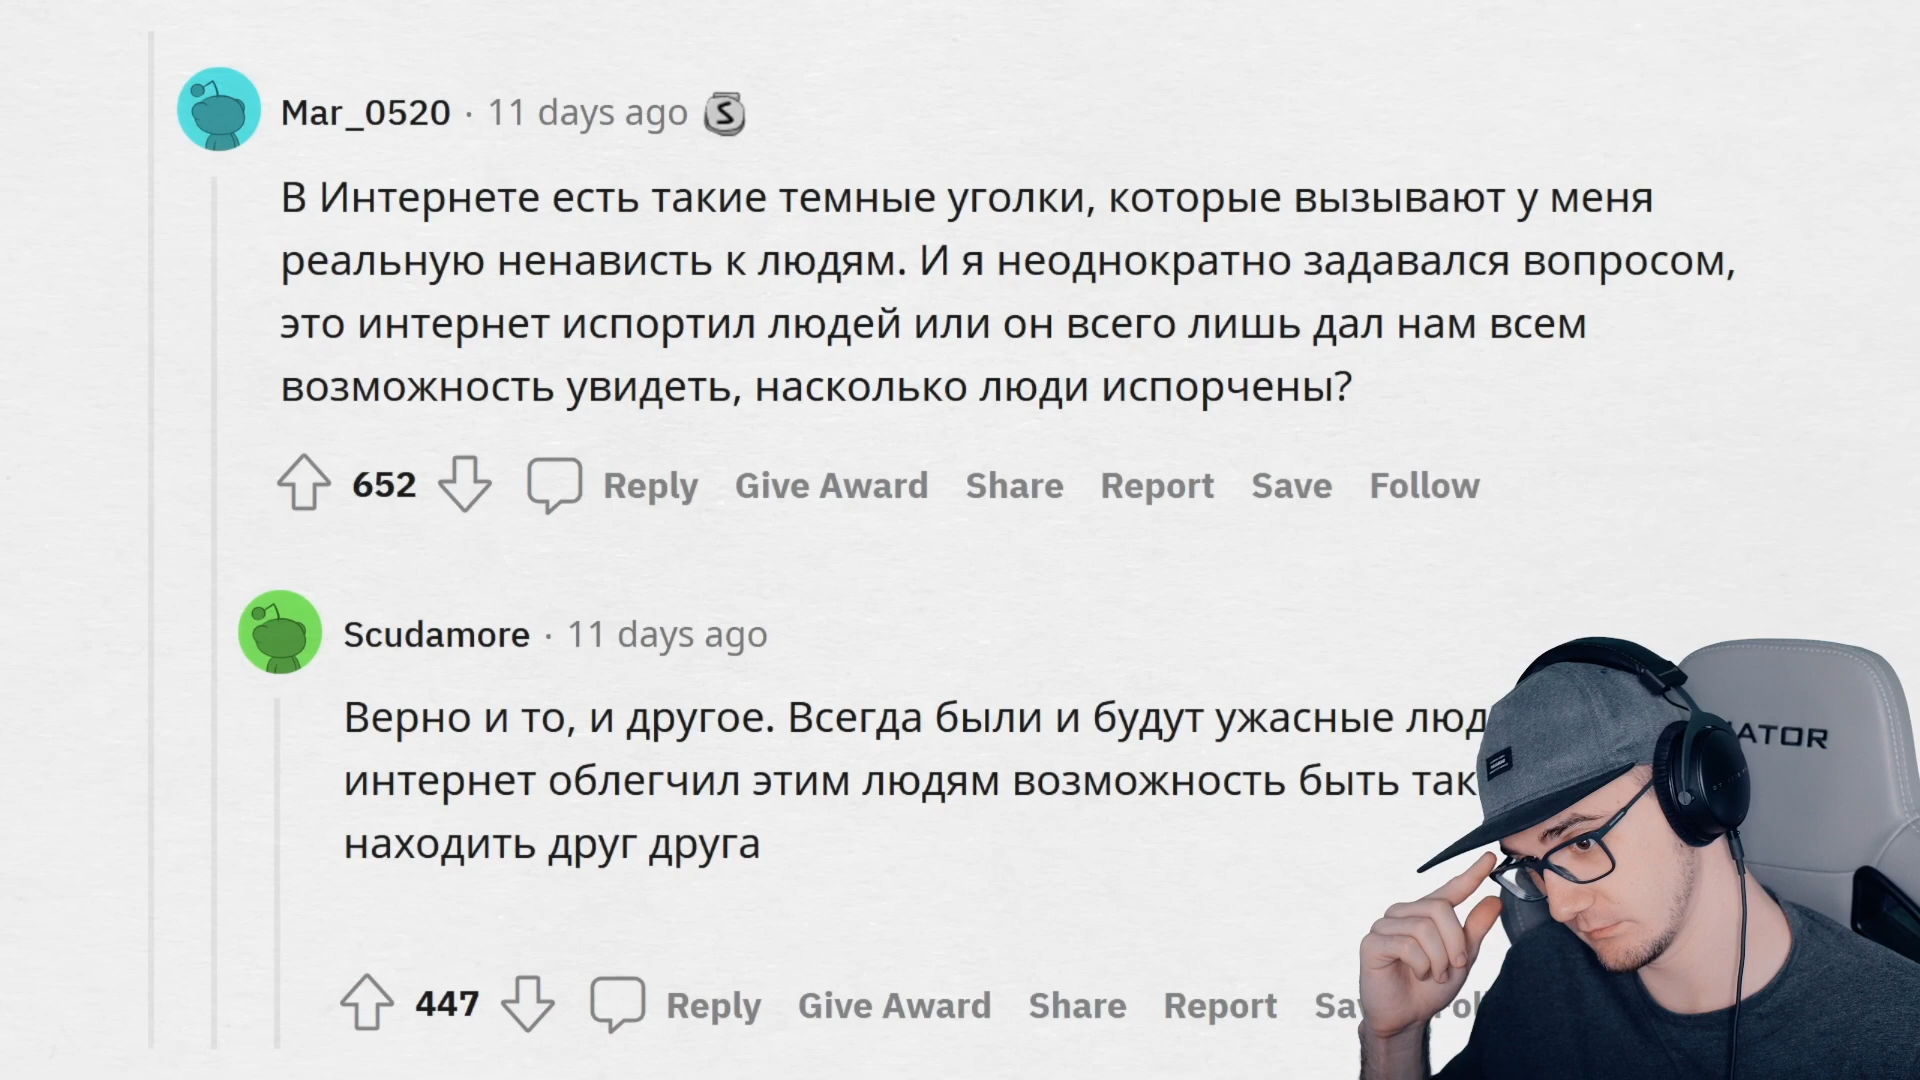 Mar_0520 · 11 days ago
В Интернете есть такие темные уголки, которые вызывают у меня
реальную ненависть к людям. И я неоднократно задавался вопросом,
это интернет испортил людей или он всего лишь дал нам всем
возможность увидеть, насколько люди испорчены?
652 Reply Give Award Share Report Save Follow
Scudamore · 11 days ago
Верно и то, и другое. Всегда были и будут ужасные
интернет облегчил этим людям возможность быть
находить друг друга
447 Reply Give Award Share Report